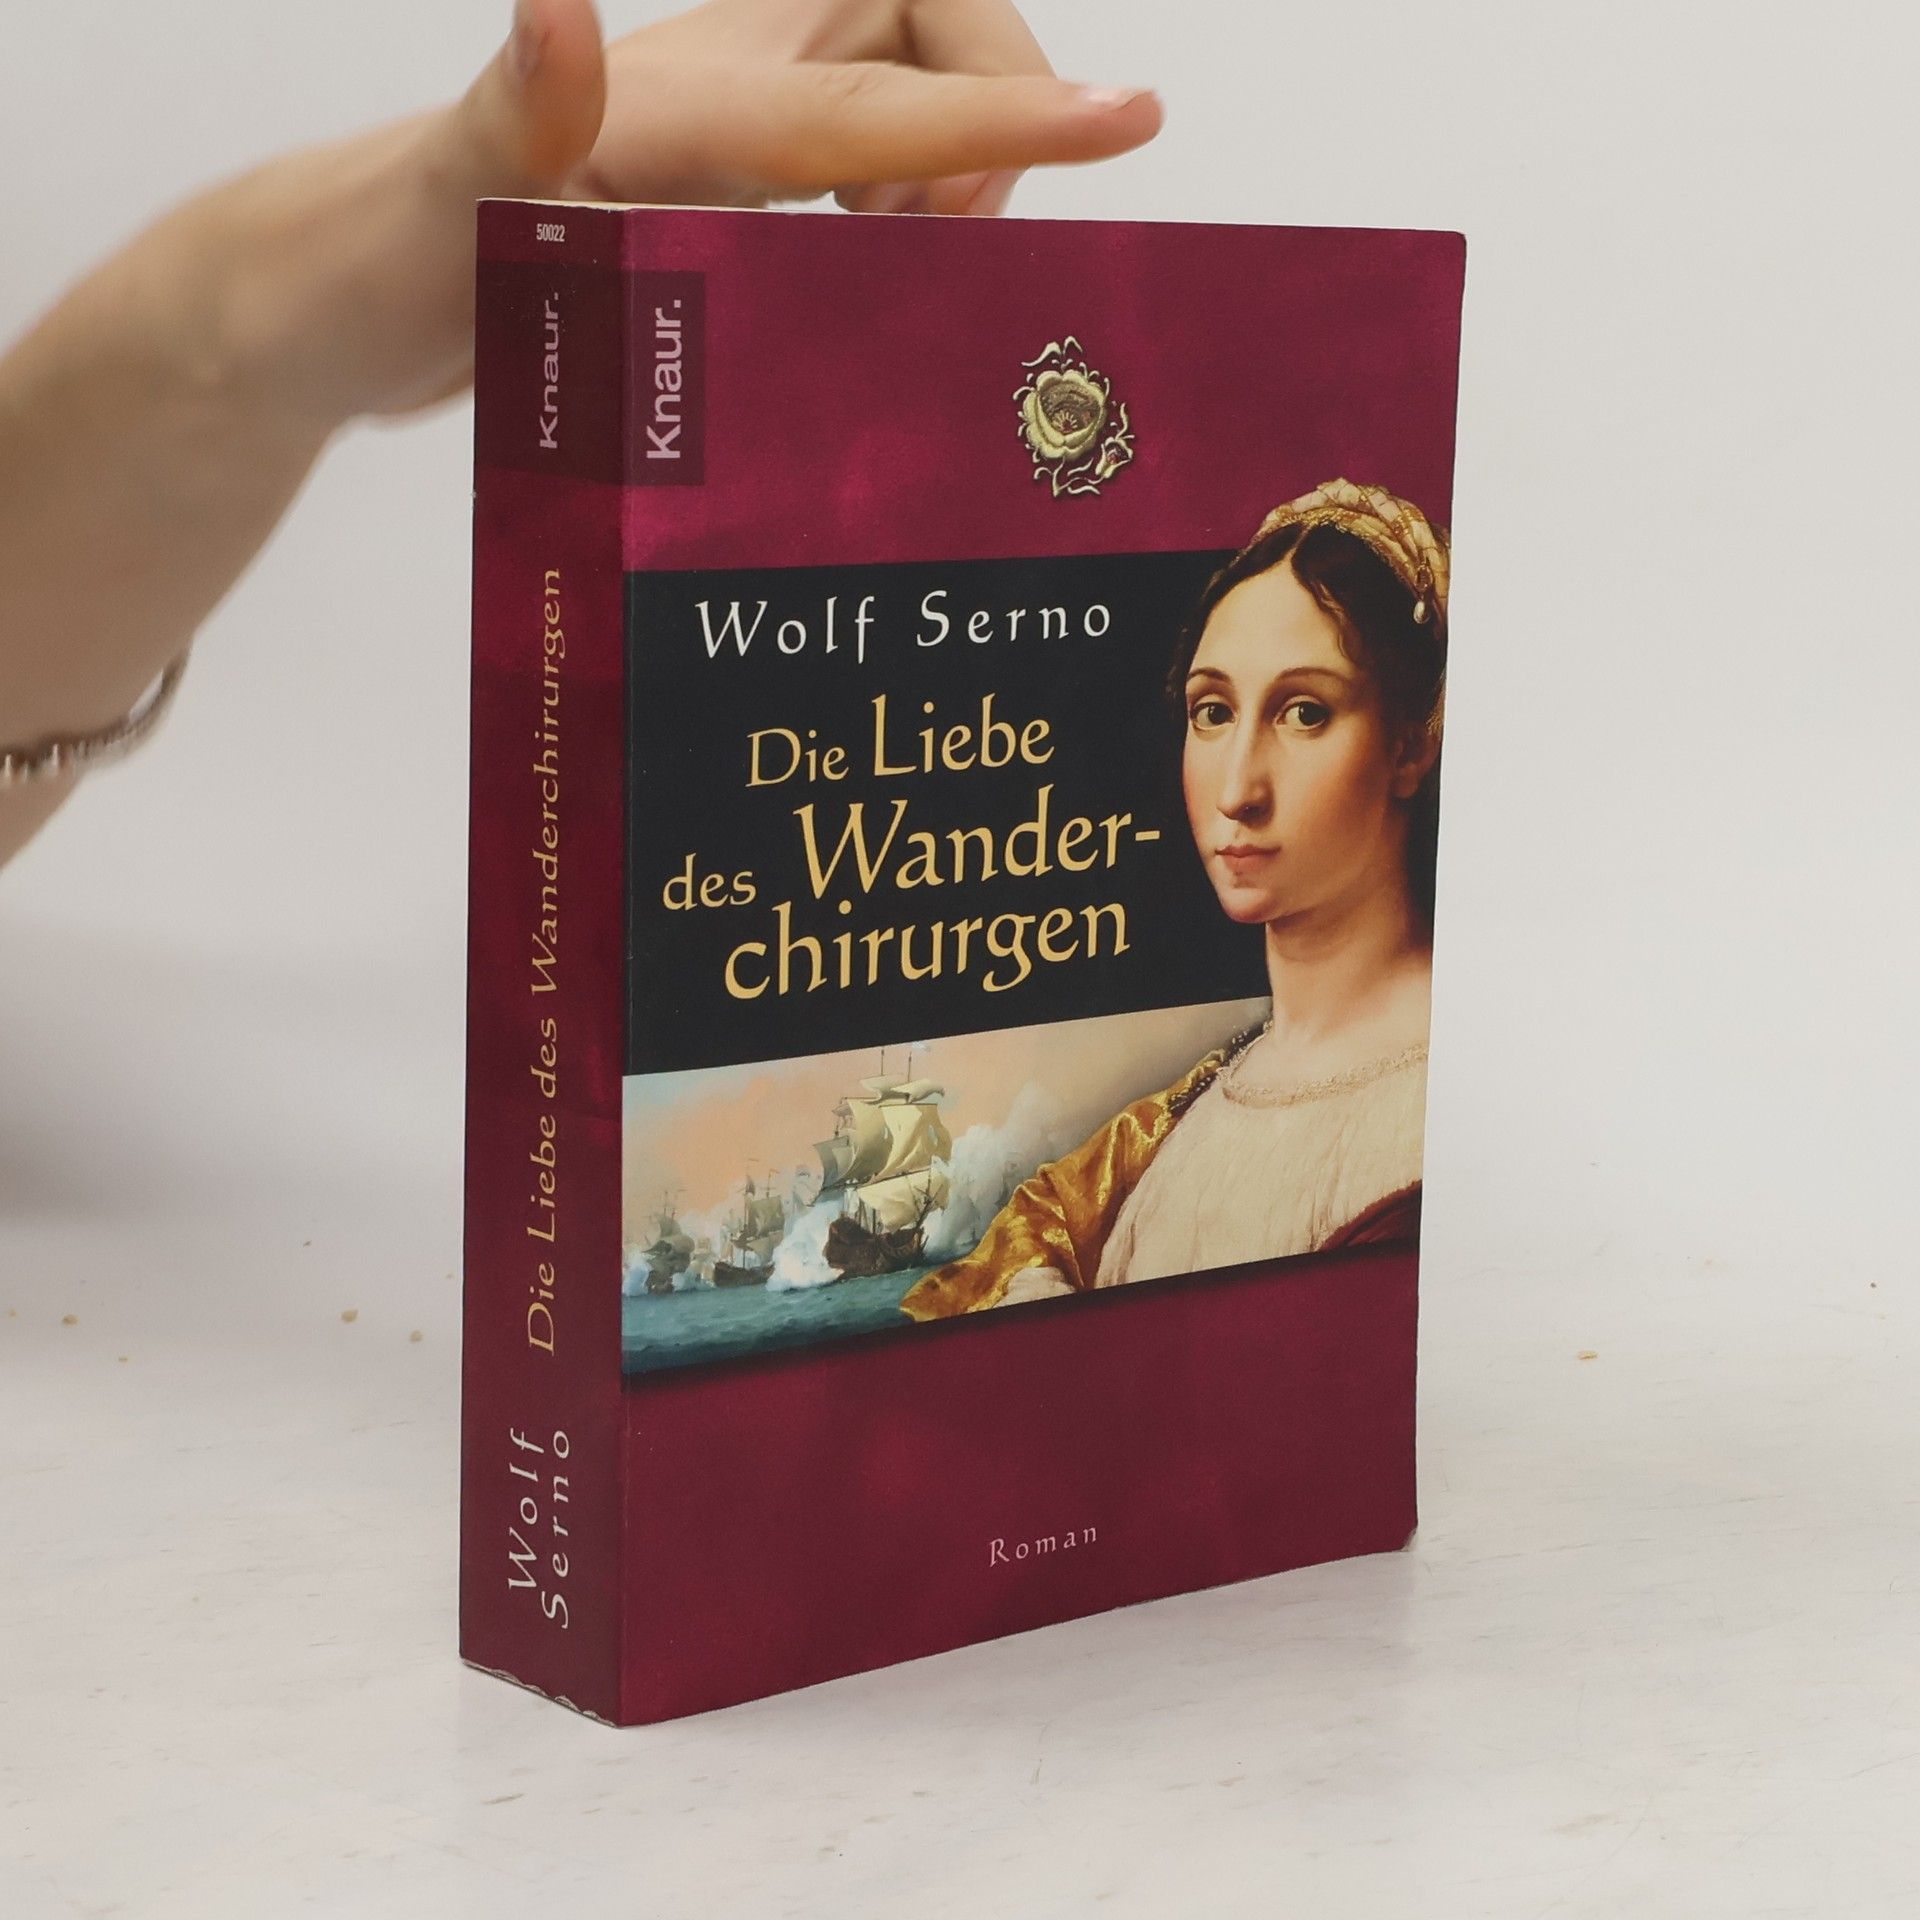 50022
Knaur.
Die Liebe des Wanderchirurgen
Wolf
Serno
Knaur.
Wolf Serno
Die Liebe
des Wander-
chirurgen
Roman